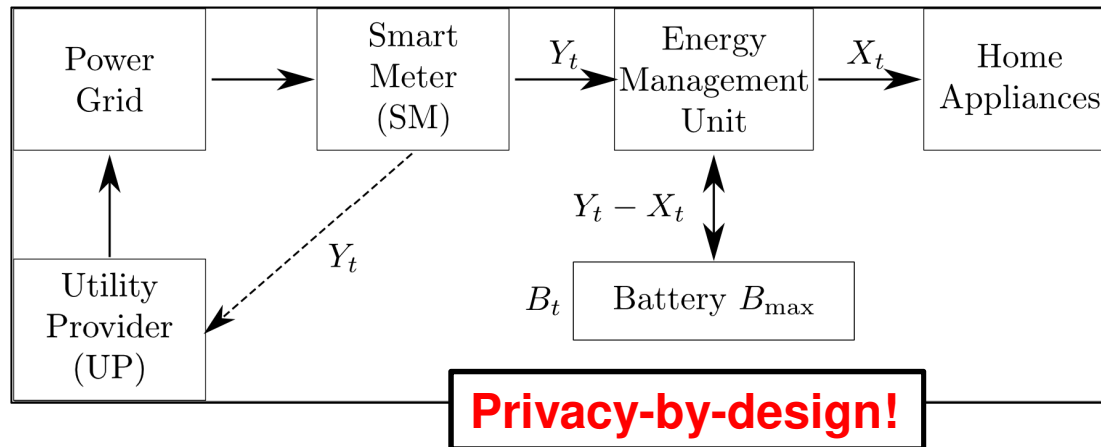 Power
Grid
Smart
Meter
(SM)
Y_t
Energy
Management
Unit
X_t
Home
Appliances
Y_t − X_t
Y_t
Utility
Provider
(UP)
B_t
Battery B_max
Privacy-by-design!